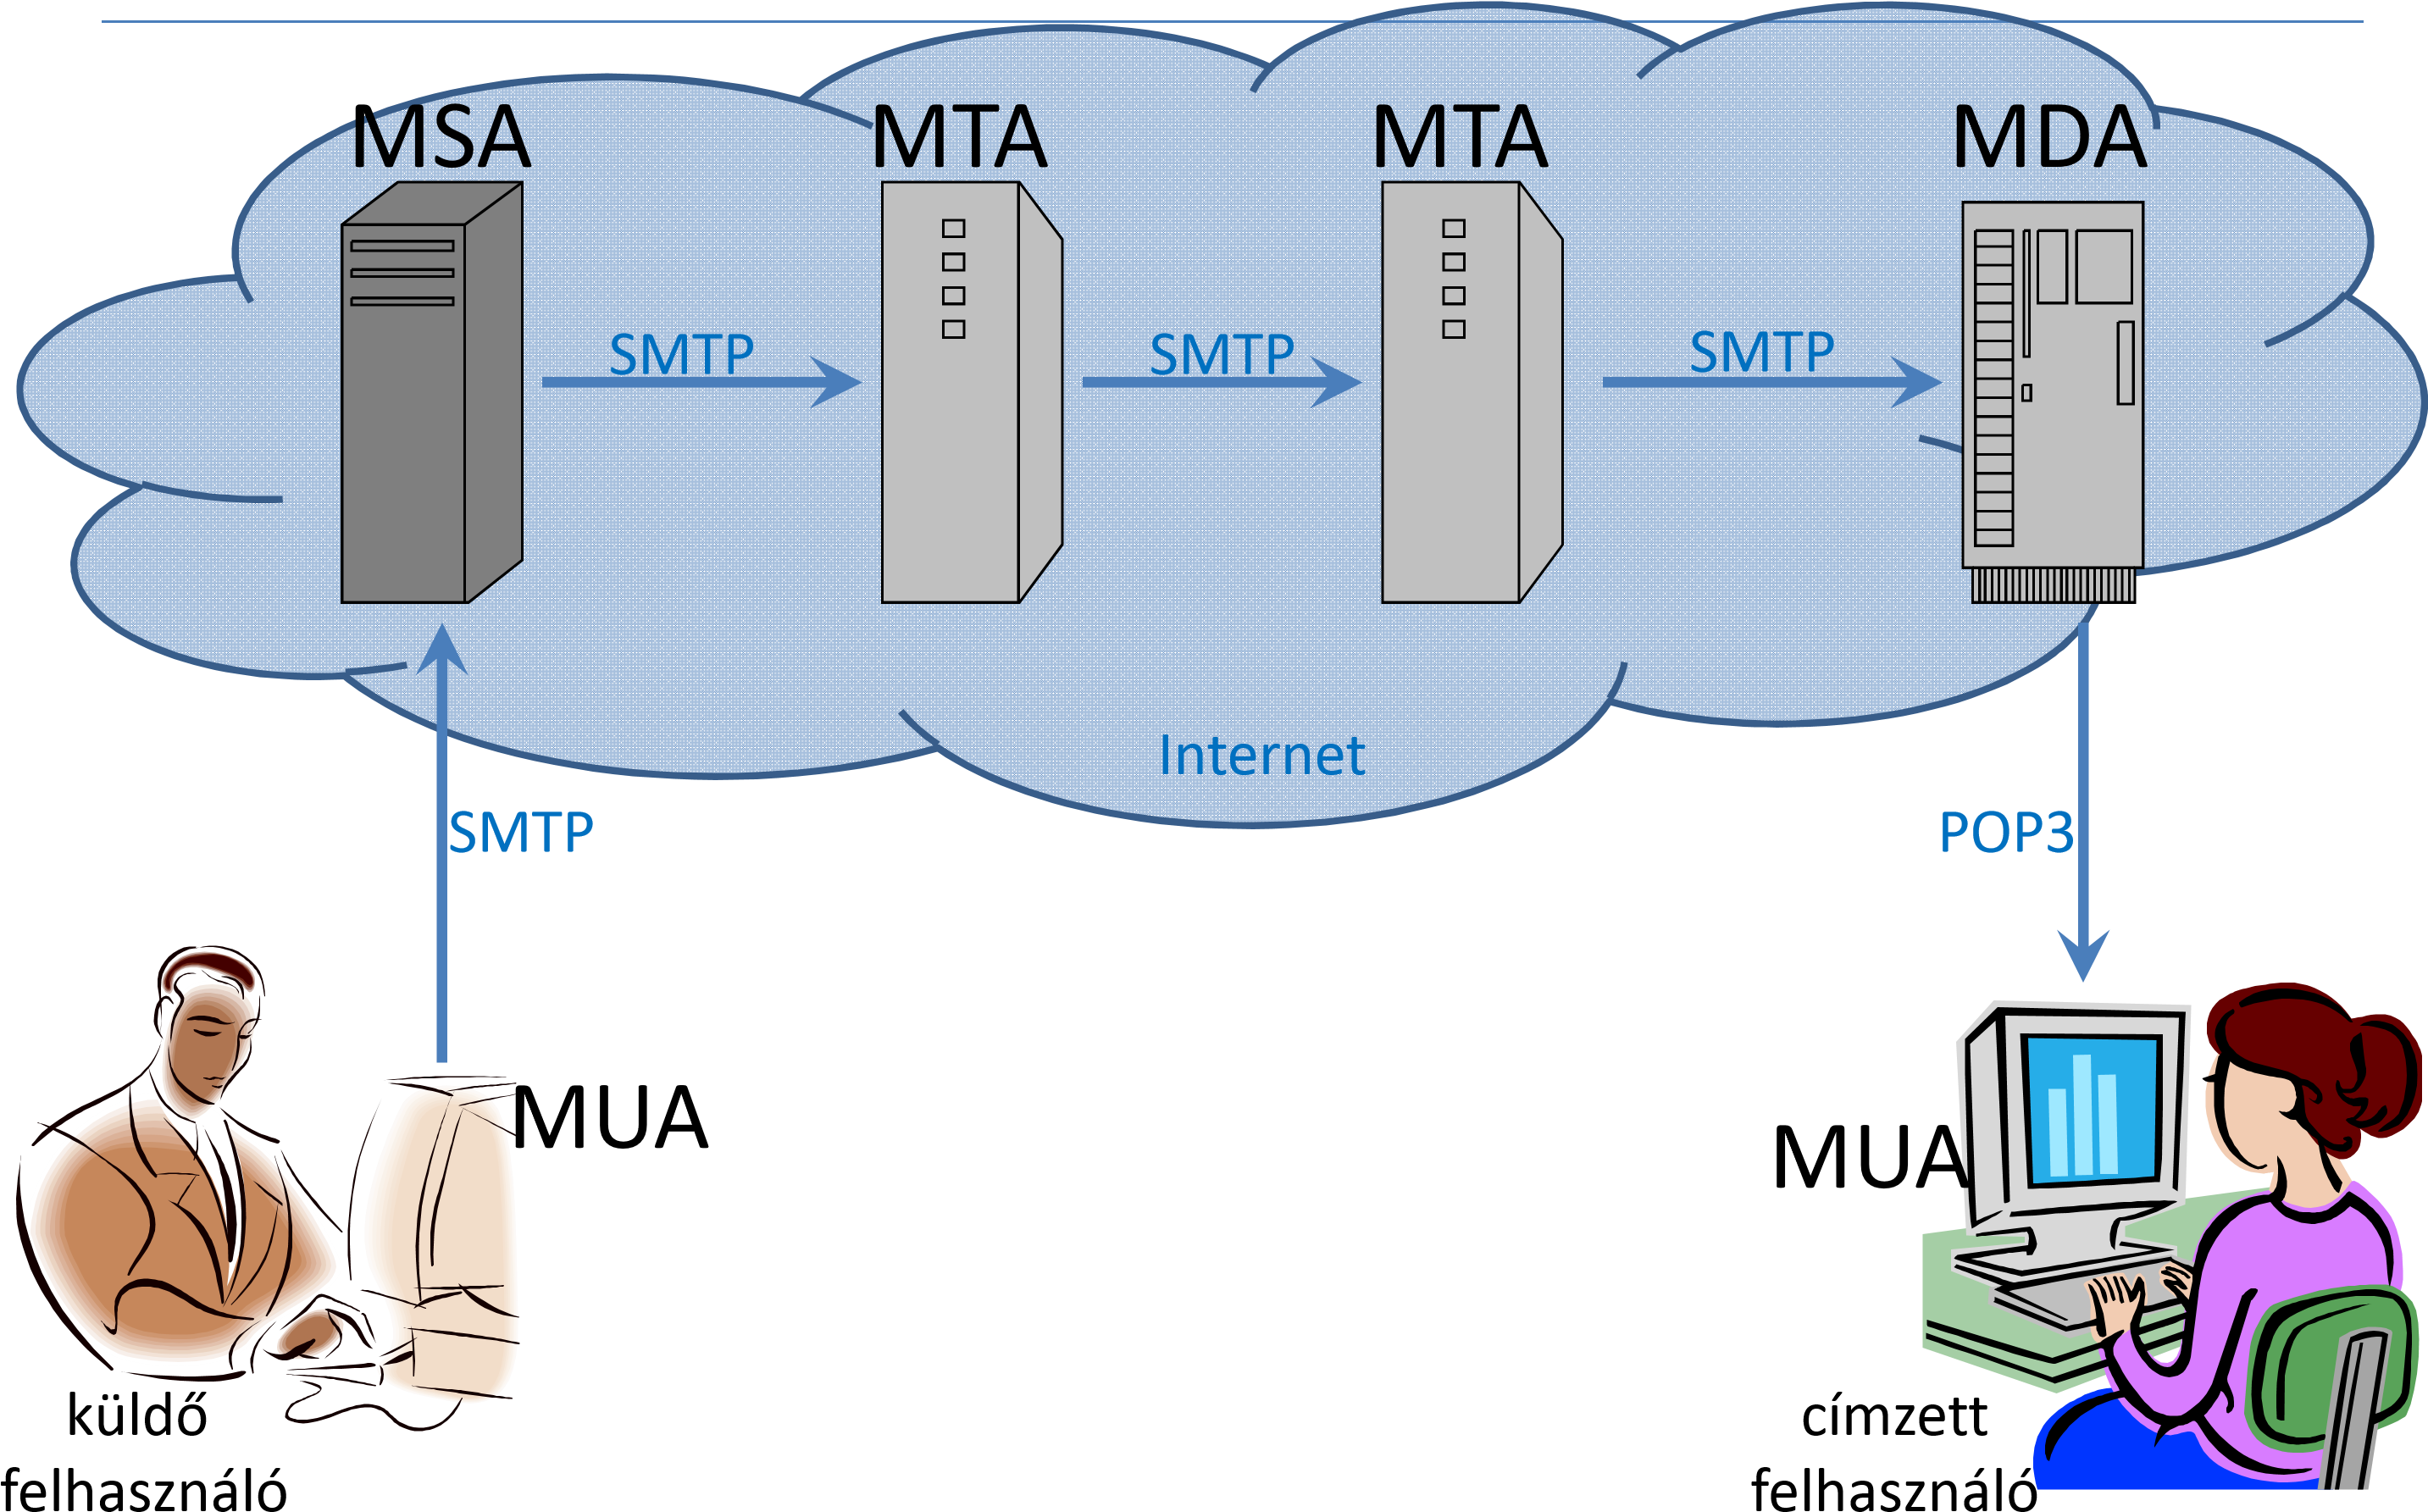 MSA
MTA
MTA
MDA
SMTP
SMTP
SMTP
Internet
SMTP
POP3
MUA
MUA
küldő
felhasználó
címzett
felhasználó